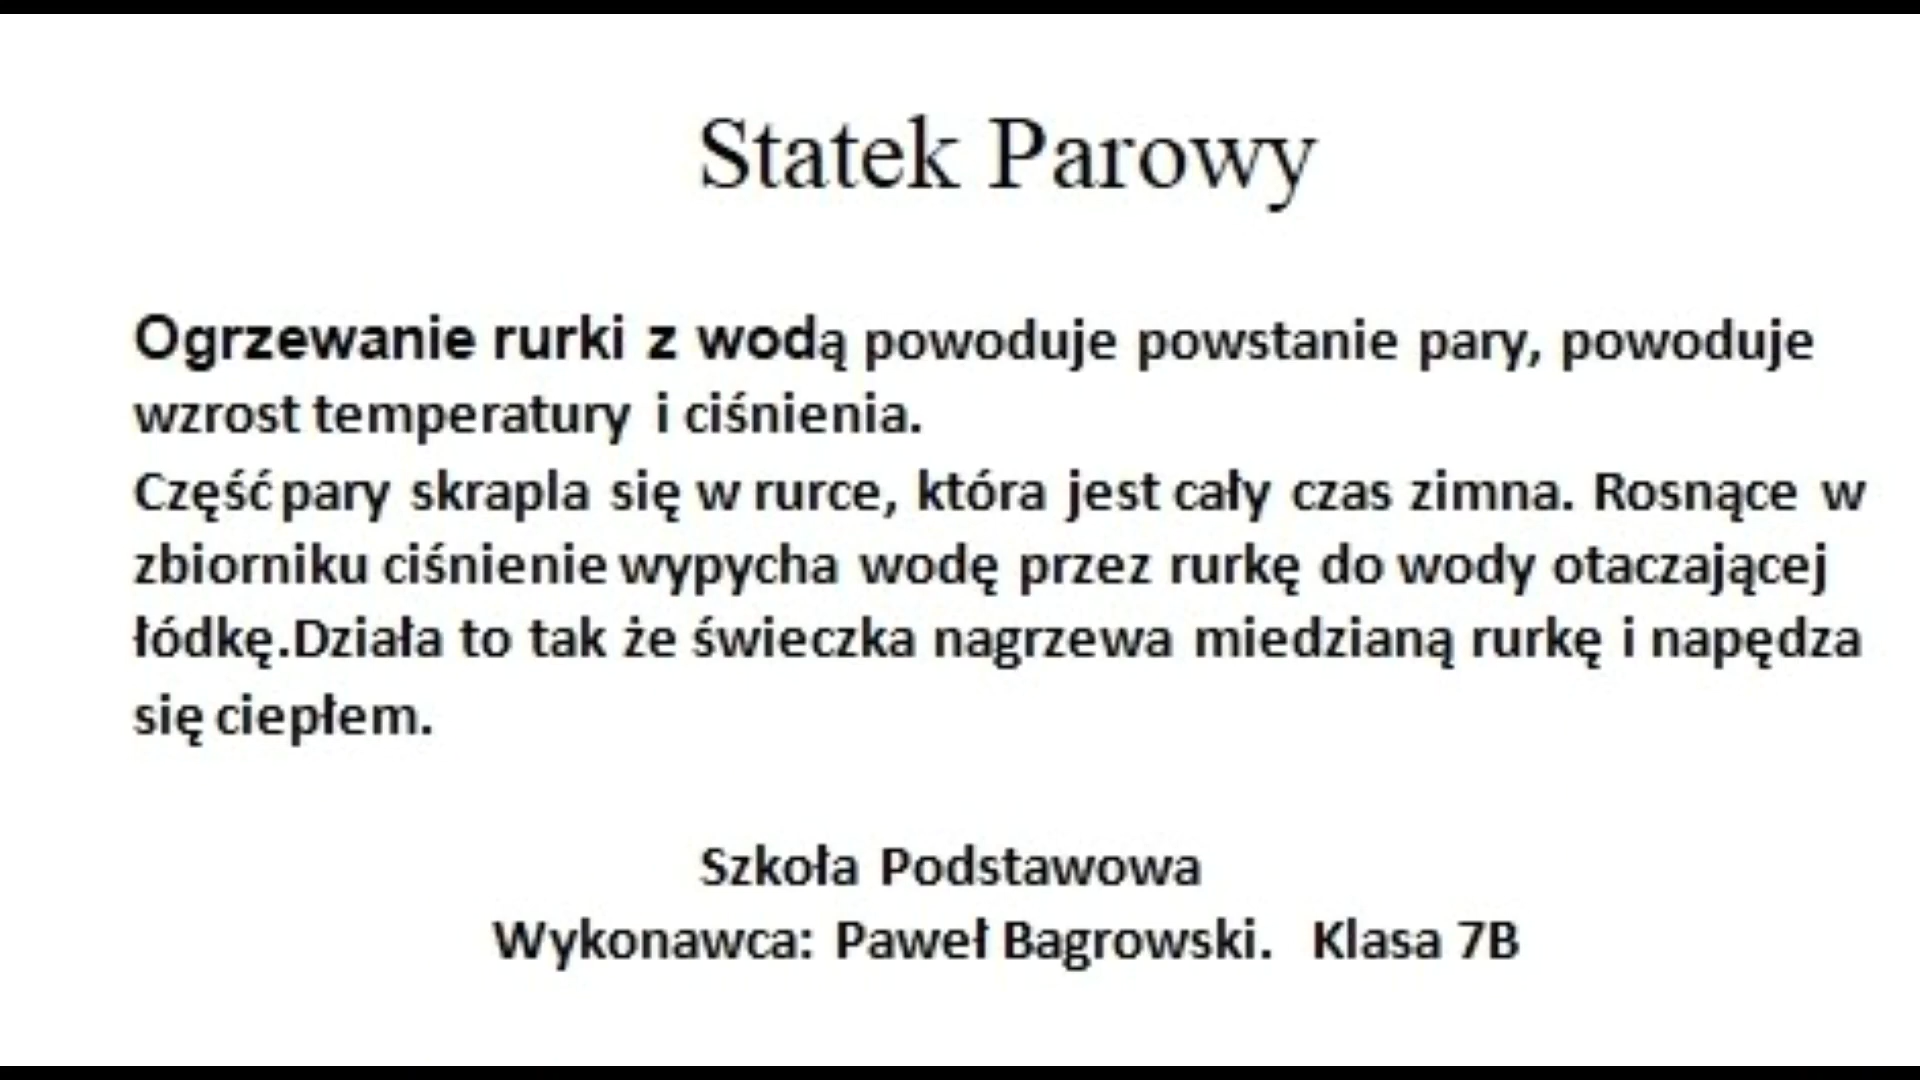 Statek Parowy
Ogrzewanie rurki z wodą powoduje powstanie pary, powoduje
wzrost temperatury i ciśnienia.
Część pary skrapla się w rurce, która jest cały czas zimna. Rosnące w
zbiorniku ciśnienie wypycha wodę przez rurkę do wody otaczającej
łódkę.Działa to tak że świeczka nagrzewa miedzianą rurkę i napędza
się ciepłem.
Szkoła Podstawowa
Wykonawca: Paweł Bagrowski. Klasa 7B